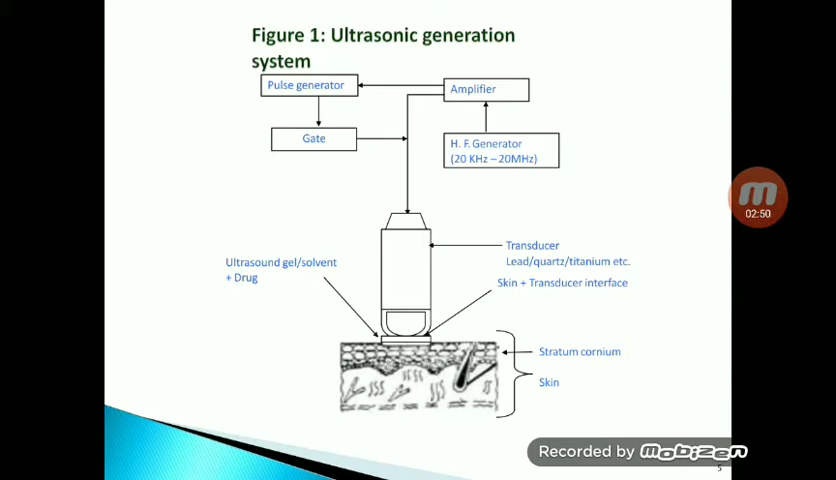 Figure 1: Ultrasonic generation
system
Pulse generator
Amplifier
Gate
H. F. Generator
(20 KHz – 20MHz)
02:50
Transducer
Lead/quartz/titanium etc.
Ultrasound gel/solvent
+ Drug
Skin + Transducer interface
Stratum cornium
Skin
Recorded by MOBIZEN
5